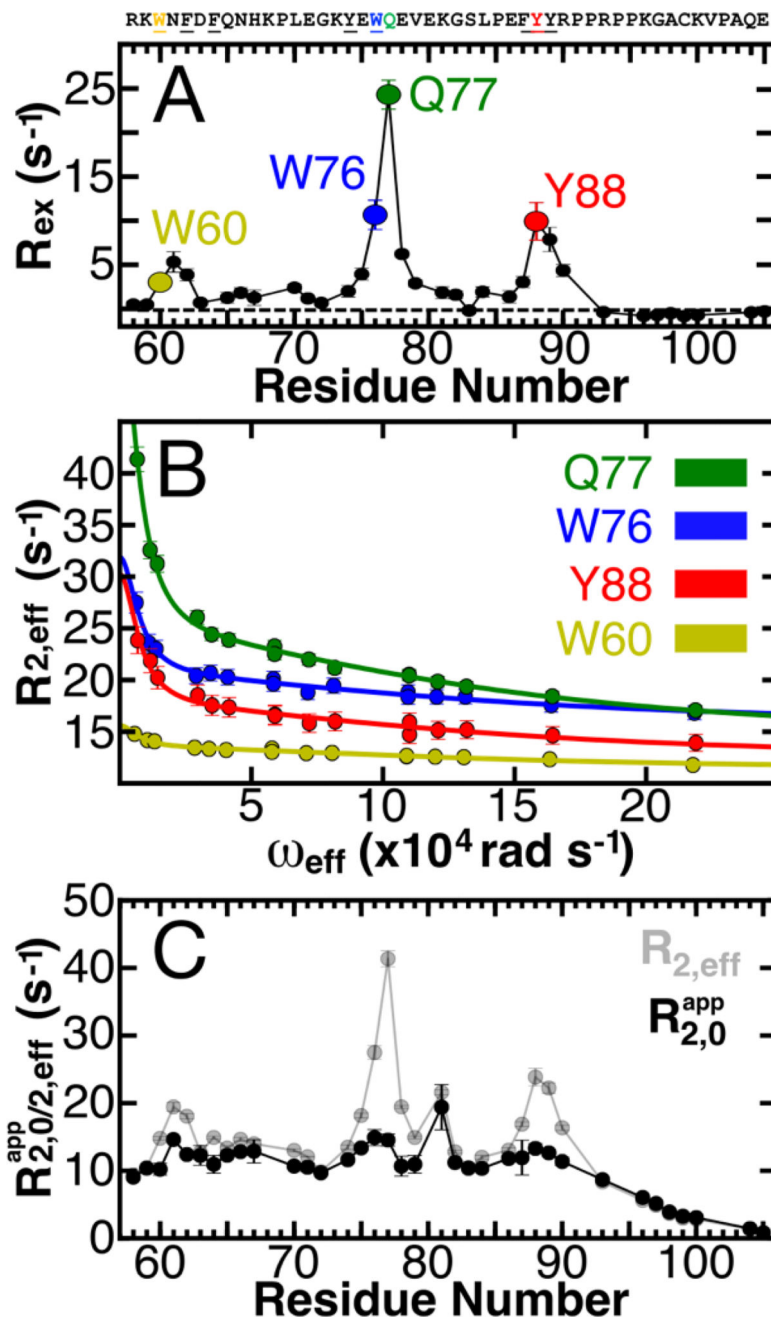 RKWNFDFQNHKPLEGKYEWQEVEKGSLPEFYYRPPRPPKGACKVPAQE
A
Rex (s-1)
25
15
5
Q77
W76
Y88
W60
60 70 80 90 100
Residue Number
B
R2,eff (s-1)
40
35
30
25
20
15
Q77
W76
Y88
W60
5 10 15 20
ωeff (x10⁴ rad s-1)
C
R2,0/2,eff app (s-1)
50
40
30
20
10
0
R2,eff
R2,0 app
60 70 80 90 100
Residue Number